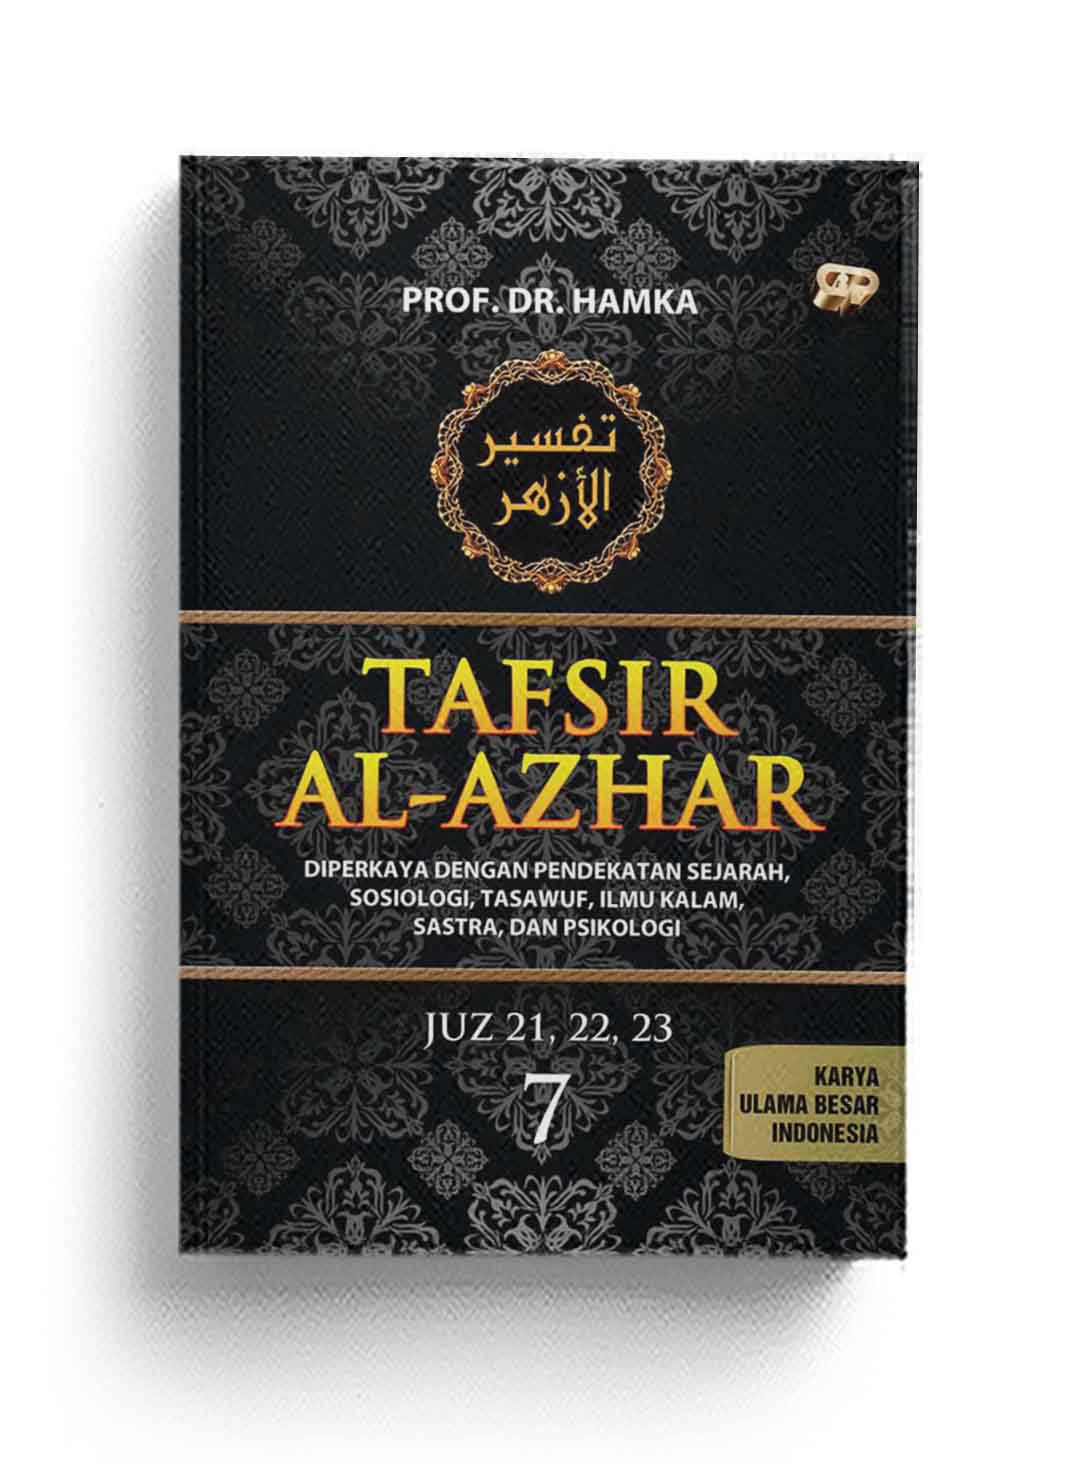 PROF. DR. HAMKA
تفسير
الأزهر
TAFSIR
AL-AZHAR
DIPERKAYA DENGAN PENDEKATAN SEJARAH,
SOSIOLOGI, TASAWUF, ILMU KALAM,
SASTRA, DAN PSIKOLOGI
JUZ 21, 22, 23
7
KARYA
ULAMA BESAR
INDONESIA